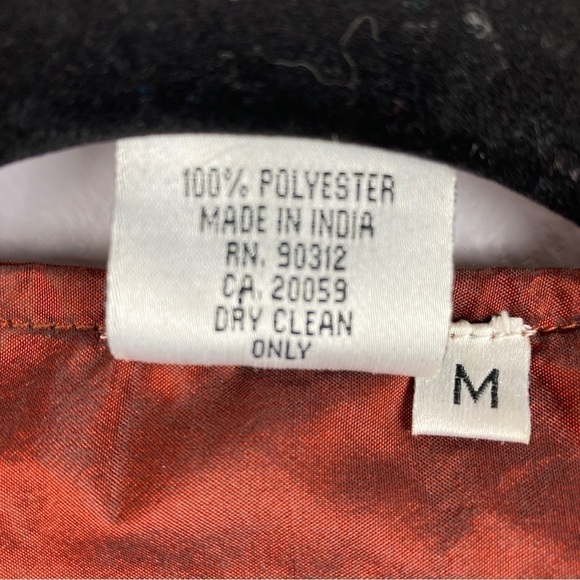 100% POLYESTER
MADE IN INDIA
RN. 90312
CA. 20059
DRY CLEAN
ONLY
M